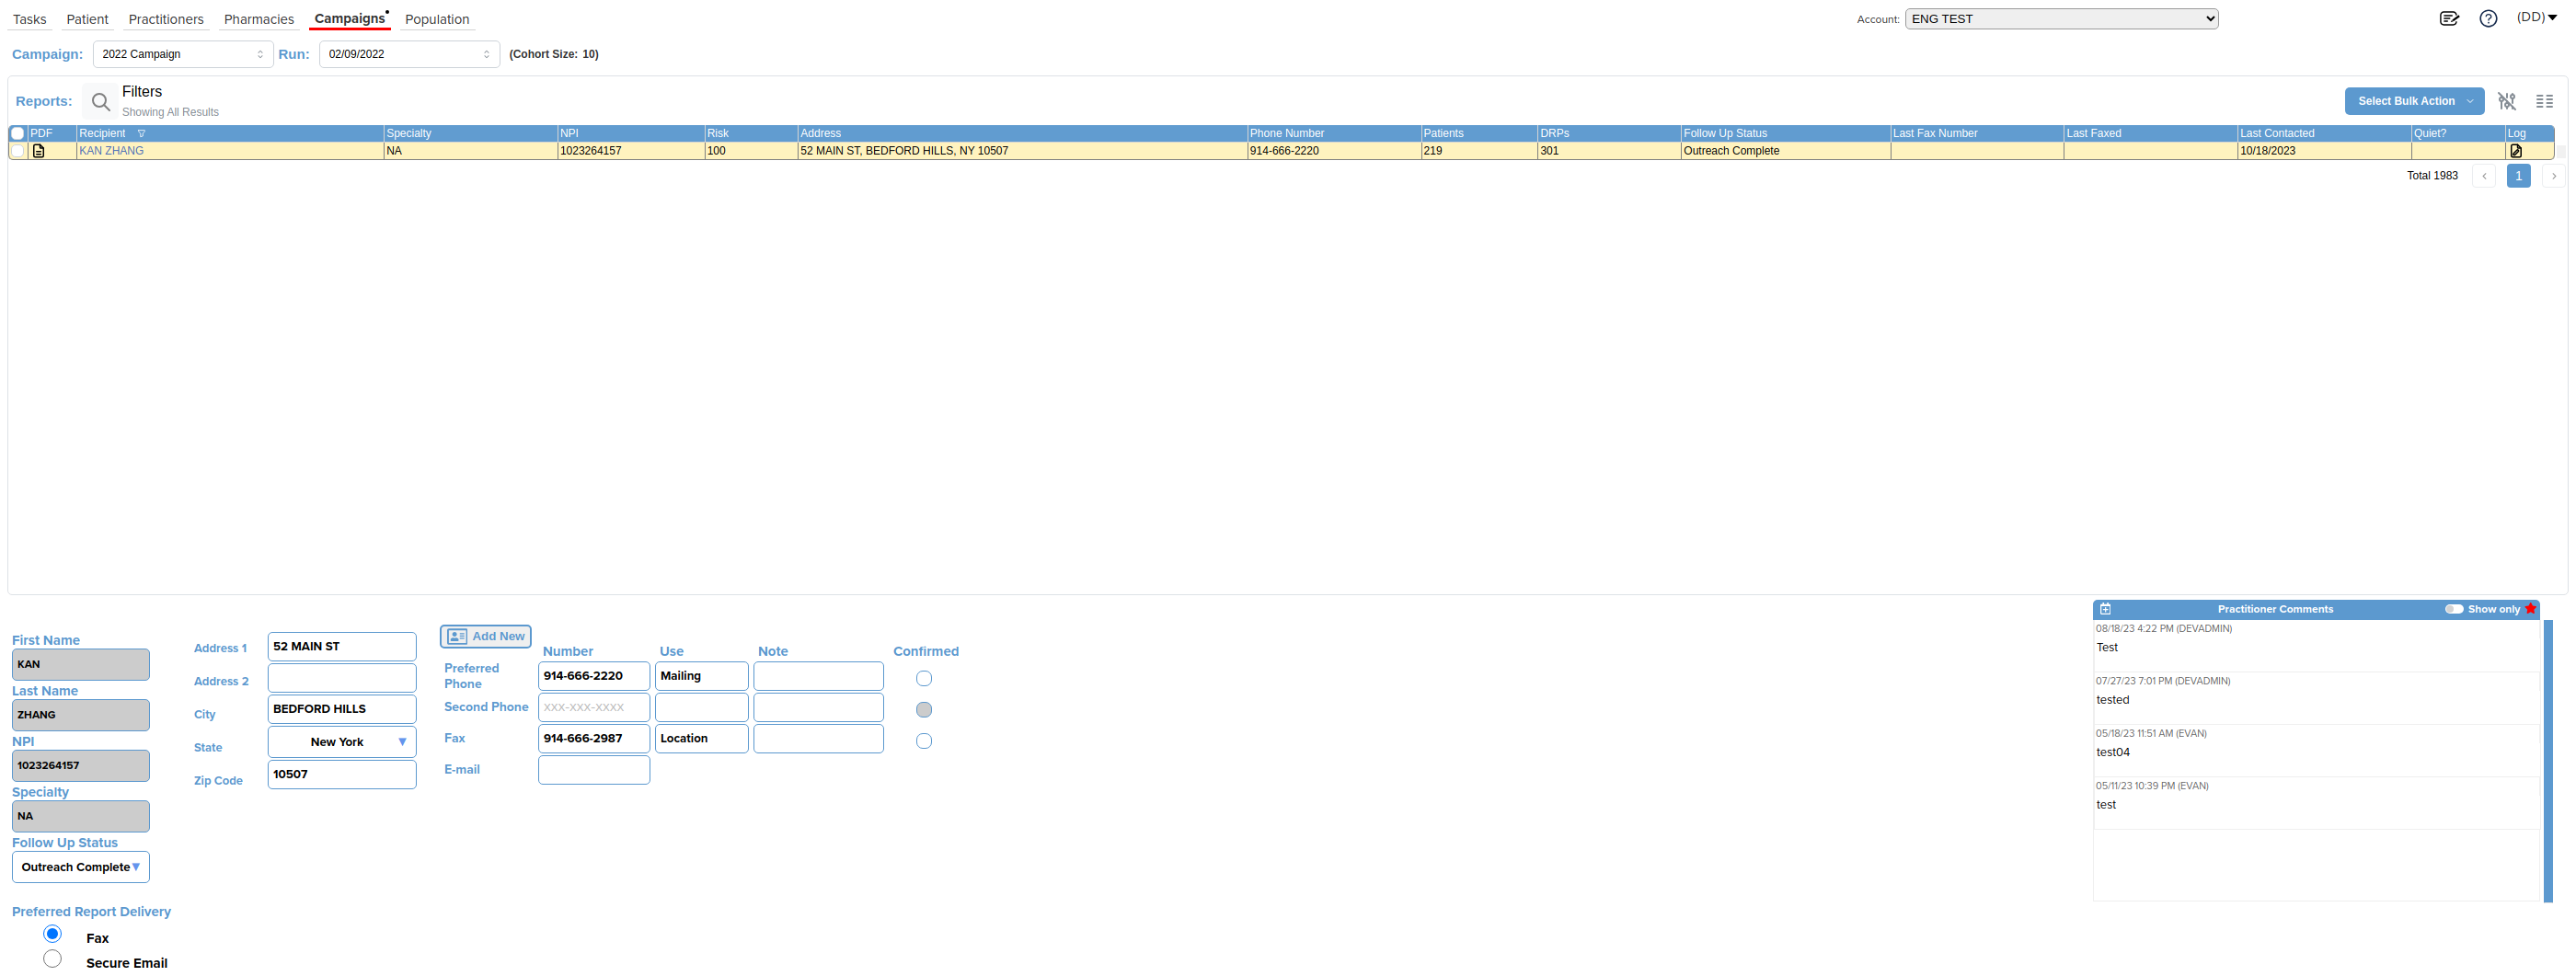 Tasks Patient Practitioners Pharmacies Campaigns Population Account: ENG TEST (DD)
Campaign: 2022 Campaign Run: 02/09/2022 (Cohort Size: 10)
Reports: Filters
Showing All Results
Select Bulk Action
PDF Recipient Specialty NPI Risk Address Phone Number Patients DRPs Follow Up Status Last Fax Number Last Faxed Last Contacted Quiet? Log
KAN ZHANG NA 1023264157 100 52 MAIN ST, BEDFORD HILLS, NY 10507 914-666-2220 219 301 Outreach Complete 10/18/2023
Total 1983 1
First Name
KAN
Last Name
ZHANG
NPI
1023264157
Specialty
NA
Follow Up Status
Outreach Complete
Preferred Report Delivery
Fax
Secure Email
Address 1 52 MAIN ST
Address 2
City BEDFORD HILLS
State New York
Zip Code 10507
Add New
Number Use Note Confirmed
Preferred
Phone 914-666-2220 Mailing
Second Phone XXX-XXX-XXXX
Fax 914-666-2987 Location
E-mail
Practitioner Comments Show only
08/18/23 4:22 PM (DEVADMIN)
Test
07/27/23 7:01 PM (DEVADMIN)
tested
05/18/23 11:51 AM (EVAN)
test04
05/11/23 10:39 PM (EVAN)
test